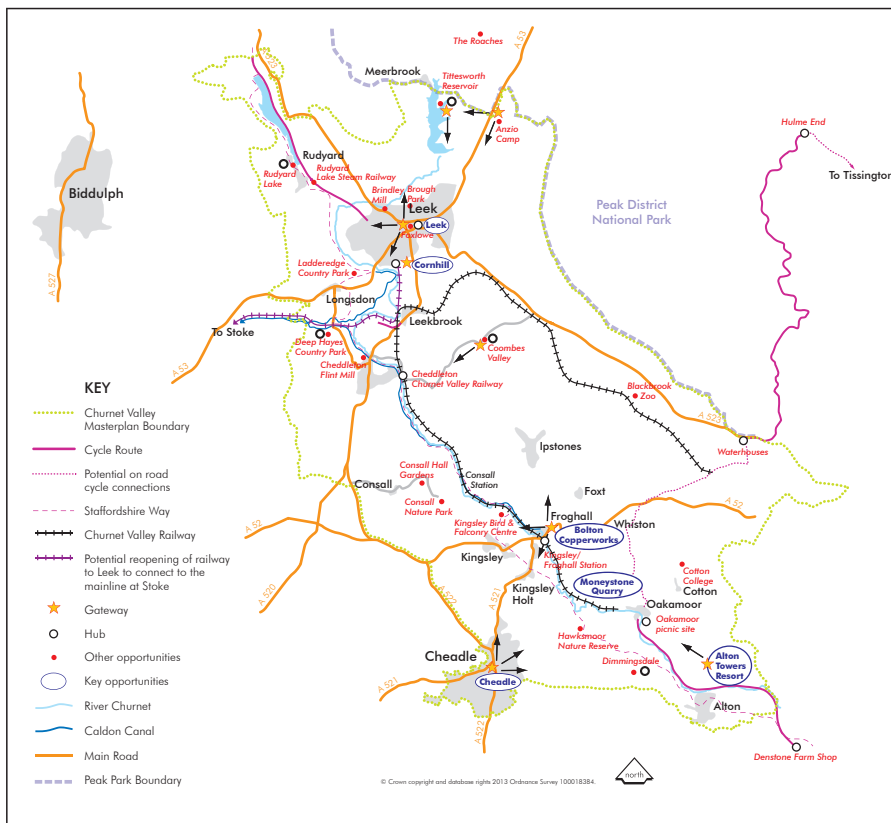 The Roaches
A 53
Meerbrook
Tittesworth
Reservoir
A 523
Anzio
Camp
Hulme End
To Tissington
Biddulph
A 527
Rudyard
Rudyard
Lake
Rudyard
Lake Steam Railway
Brindley
Mill
Brough
Park
Leek
Leek
Foxlowe
Peak District
National Park
Cornhill
Ladderedge
Country Park
Longsdon
To Stoke
Leekbrook
Deep Hayes
Country Park
Coombes
Valley
Cheddleton
Flint Mill
Cheddleton
Churnet Valley Railway
A 53
Blackbrook
Zoo
A 523
Waterhouses
Ipstones
Consall Hall
Gardens
Consall
Station
Consall
Consall
Nature Park
Foxt
A 52
Froghall
Whiston
Kingsley Bird &
Falconry Centre
Bolton
Copperworks
A 52
Kingsley
Kingsley/
Froghall Station
Cotton
College
Cotton
Moneystone
Quarry
Kingsley
Holt
A 520
A 522
A 521
Oakamoor
Oakamoor
picnic site
Hawksmoor
Nature Reserve
Cheadle
Dimmingsdale
Alton
Towers
Resort
Cheadle
A 521
Alton
A 522
Denstone Farm Shop
KEY
Churnet Valley
Masterplan Boundary
Cycle Route
Potential on road
cycle connections
Staffordshire Way
Churnet Valley Railway
Potential reopening of railway
to Leek to connect to the
mainline at Stoke
Gateway
Hub
Other opportunities
Key opportunities
River Churnet
Caldon Canal
Main Road
Peak Park Boundary
© Crown copyright and database rights 2013 Ordnance Survey 100018384.
north